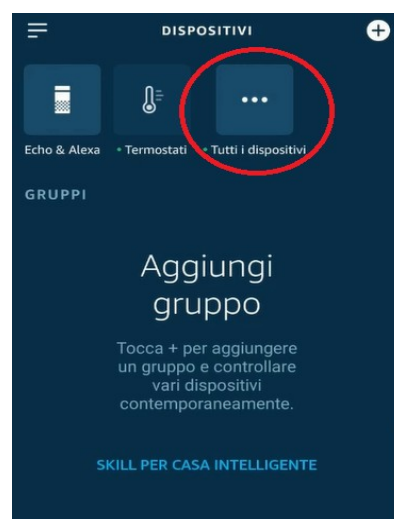 DISPOSITIVI
Echo & Alexa
• Termostati
• Tutti i dispositivi
GRUPPI
Aggiungi
gruppo
Tocca + per aggiungere
un gruppo e controllare
vari dispositivi
contemporaneamente.
SKILL PER CASA INTELLIGENTE